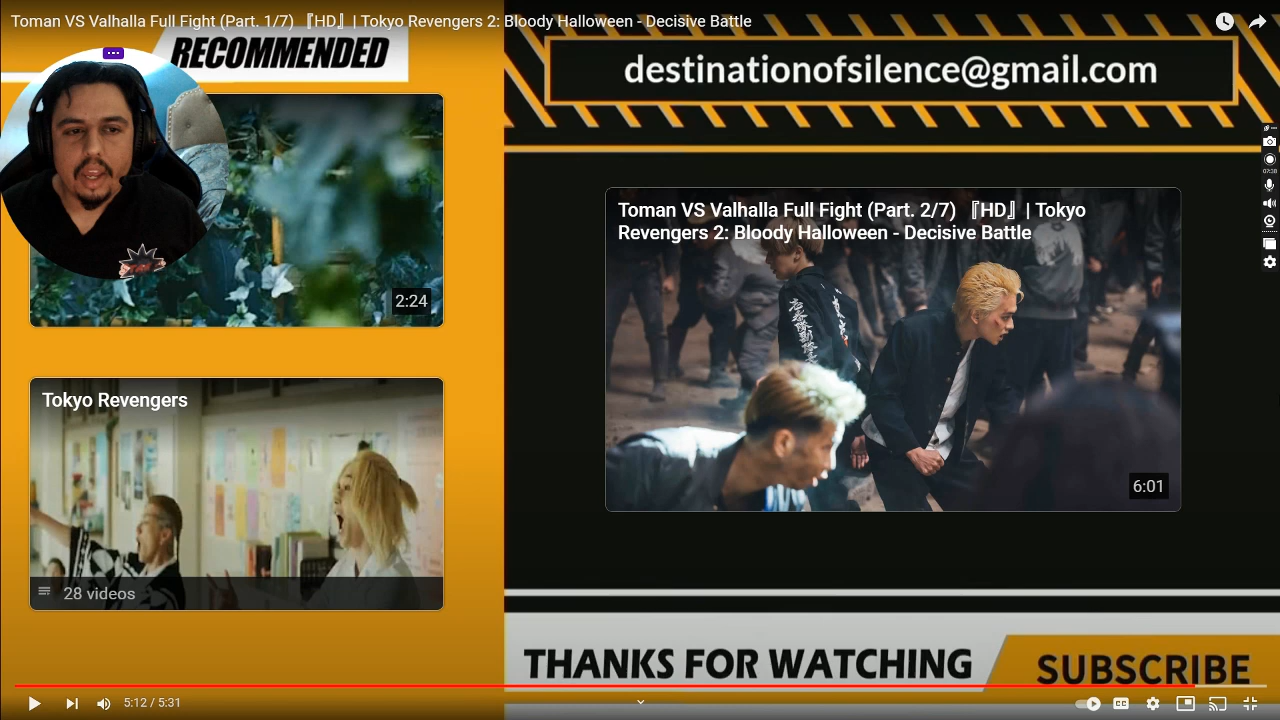 Toman VS Valhalla Full Fight (Part. 1/7) 『HD』 | Tokyo Revengers 2: Bloody Halloween - Decisive Battle
RECOMMENDED
destinationofsilence@gmail.com
2:24
Toman VS Valhalla Full Fight (Part. 2/7) 『HD』 | Tokyo
Revengers 2: Bloody Halloween - Decisive Battle
6:01
Tokyo Revengers
28 videos
THANKS FOR WATCHING
SUBSCRIBE
5:12 / 5:31
CC